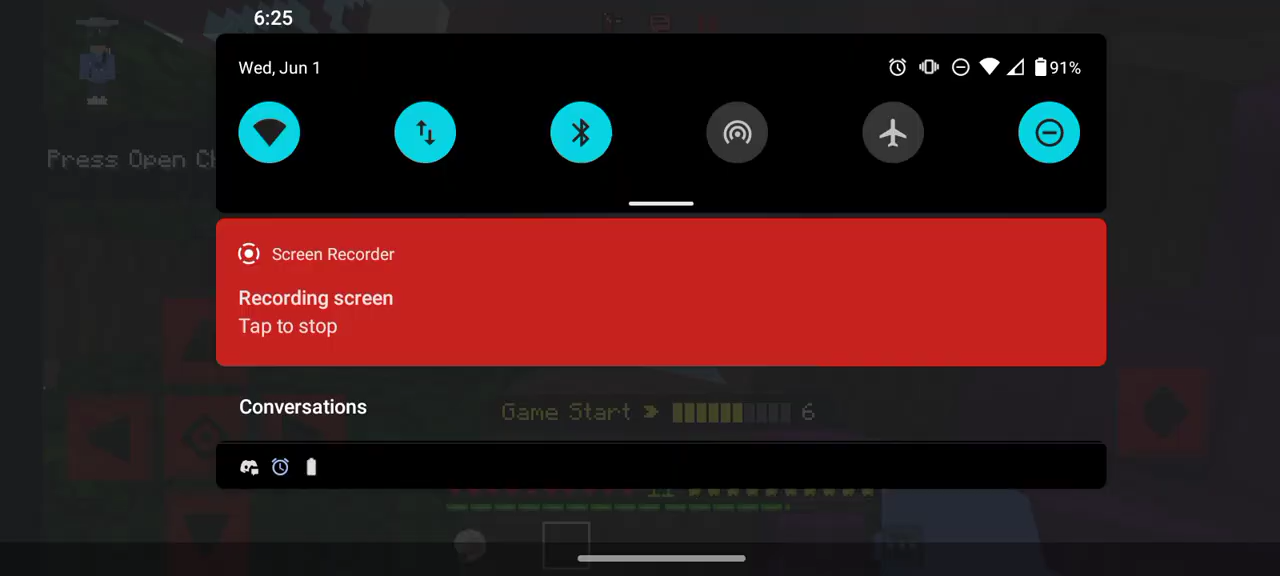 6:25
Wed, Jun 1
91%
Screen Recorder
Recording screen
Tap to stop
Press Open
Conversations
Game Start » 6
11